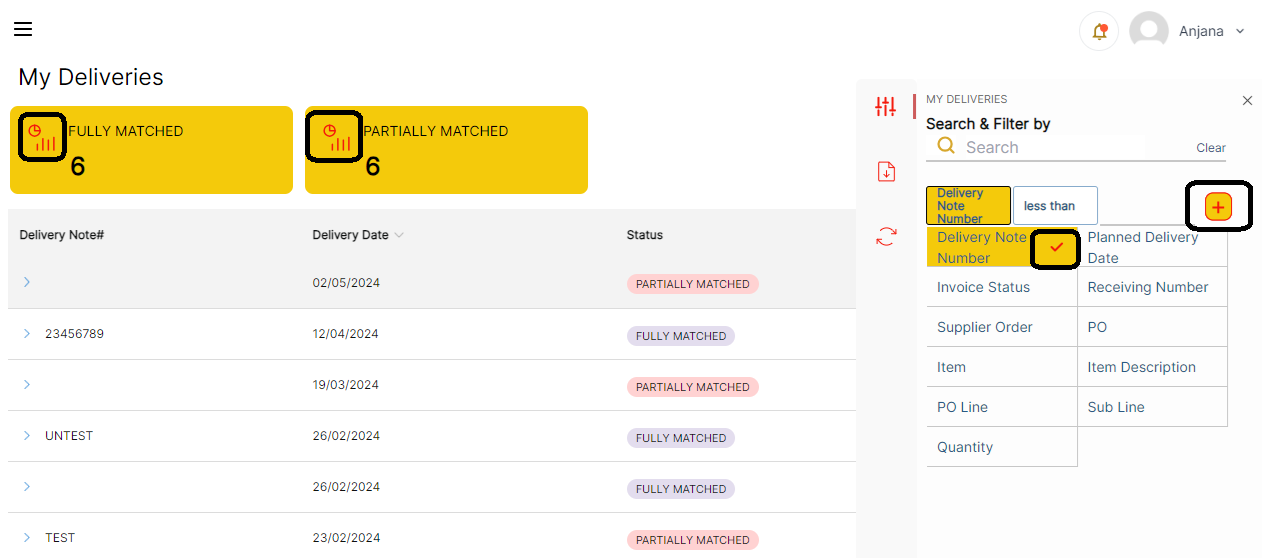 Anjana
My Deliveries
FULLY MATCHED
6
PARTIALLY MATCHED
6
Delivery Note#
Delivery Date
Status
02/05/2024
PARTIALLY MATCHED
23456789
12/04/2024
FULLY MATCHED
19/03/2024
PARTIALLY MATCHED
UNTEST
26/02/2024
FULLY MATCHED
26/02/2024
FULLY MATCHED
TEST
23/02/2024
PARTIALLY MATCHED
MY DELIVERIES
Search & Filter by
Search
Clear
Delivery
Note
Number
less than
Delivery Note
Number
Planned Delivery
Date
Invoice Status
Receiving Number
Supplier Order
PO
Item
Item Description
PO Line
Sub Line
Quantity